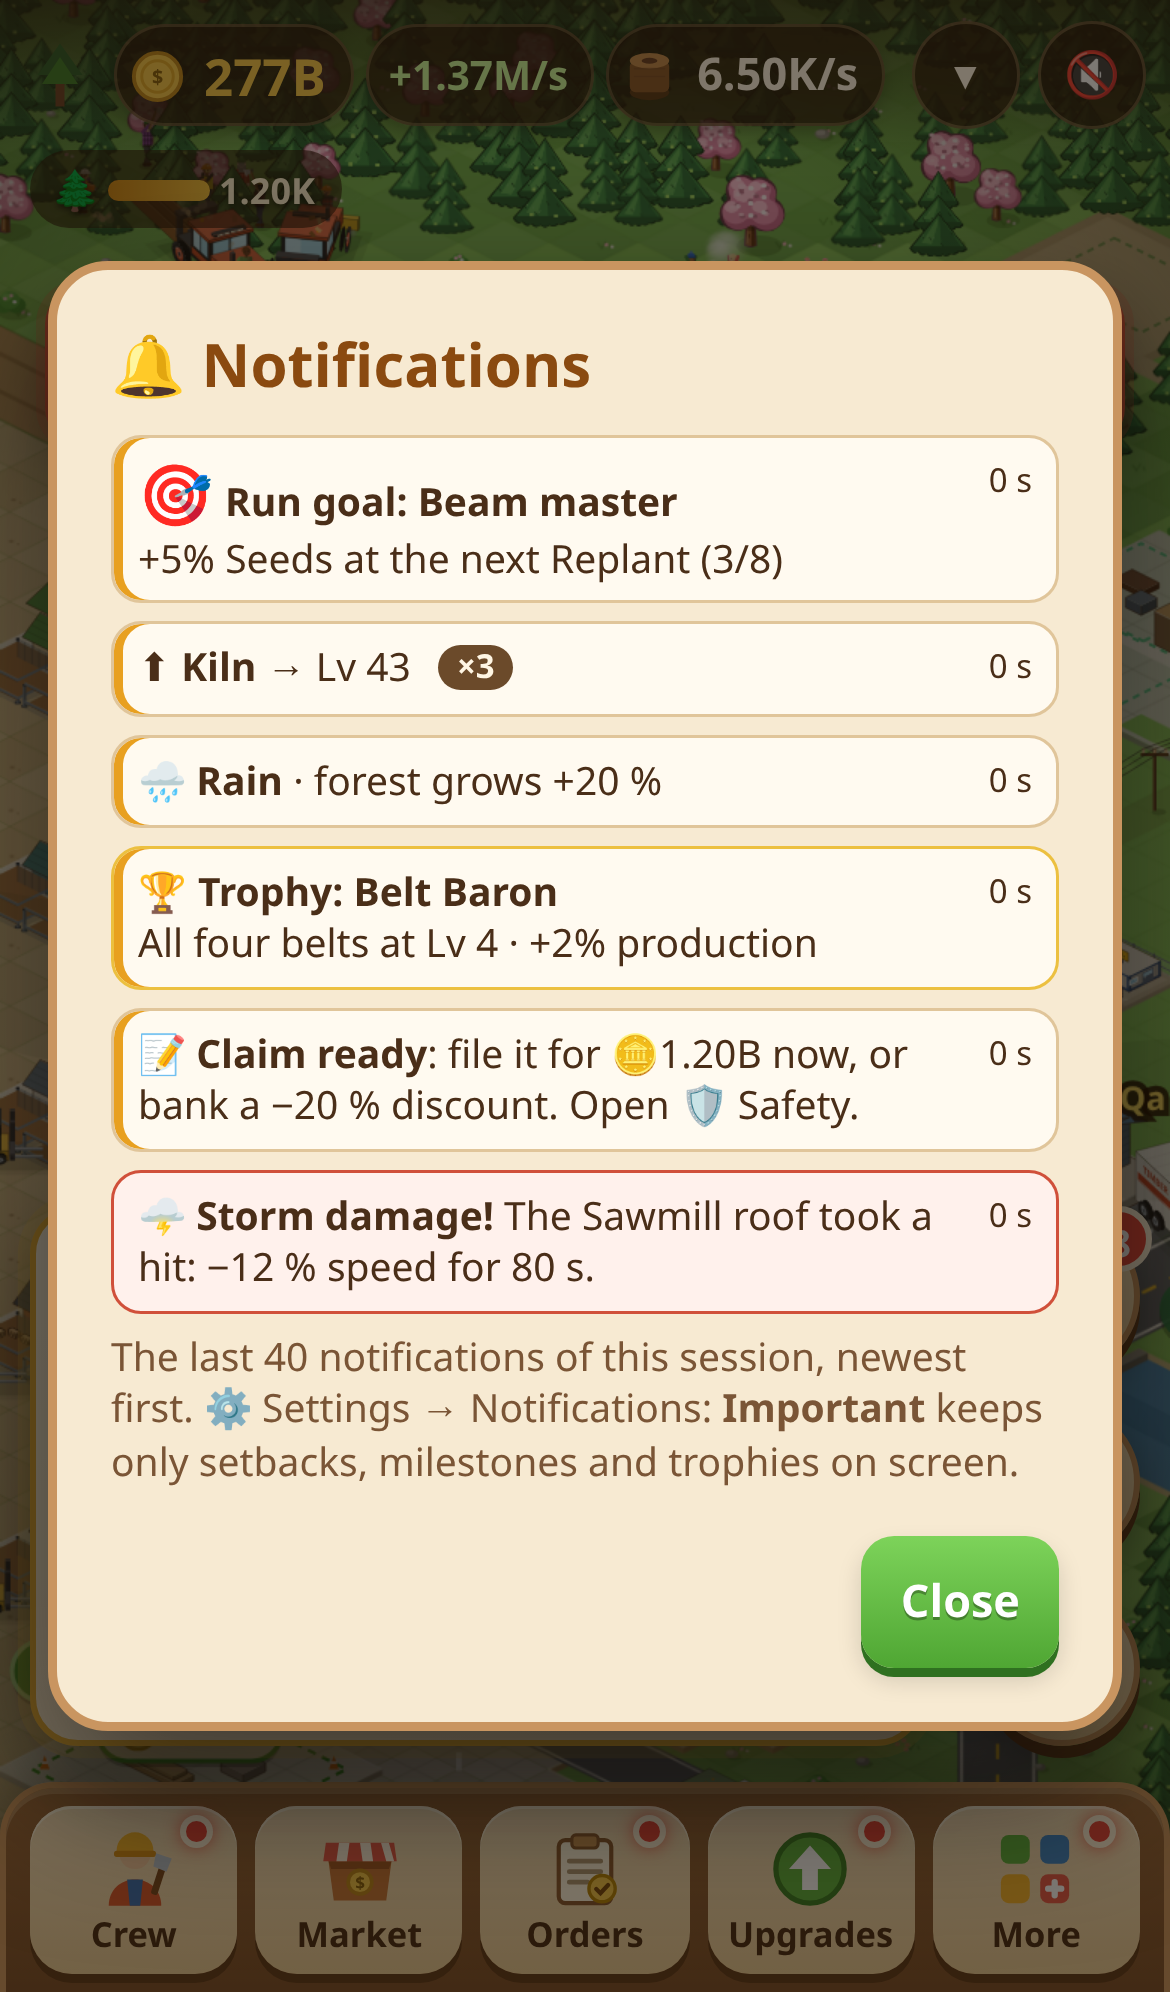 277B
+1.37M/s
6.50K/s
1.20K
🔔 Notifications
🎯 Run goal: Beam master
0 s
+5% Seeds at the next Replant (3/8)
⬆ Kiln → Lv 43 ×3
0 s
🌧️ Rain · forest grows +20 %
0 s
🏆 Trophy: Belt Baron
0 s
All four belts at Lv 4 · +2% production
📝 Claim ready: file it for 🪙1.20B now, or
0 s
bank a −20 % discount. Open 🛡️ Safety.
🌩️ Storm damage! The Sawmill roof took a
0 s
hit: −12 % speed for 80 s.
The last 40 notifications of this session, newest
first. ⚙️ Settings → Notifications: Important keeps
only setbacks, milestones and trophies on screen.
Close
Crew
Market
Orders
Upgrades
More